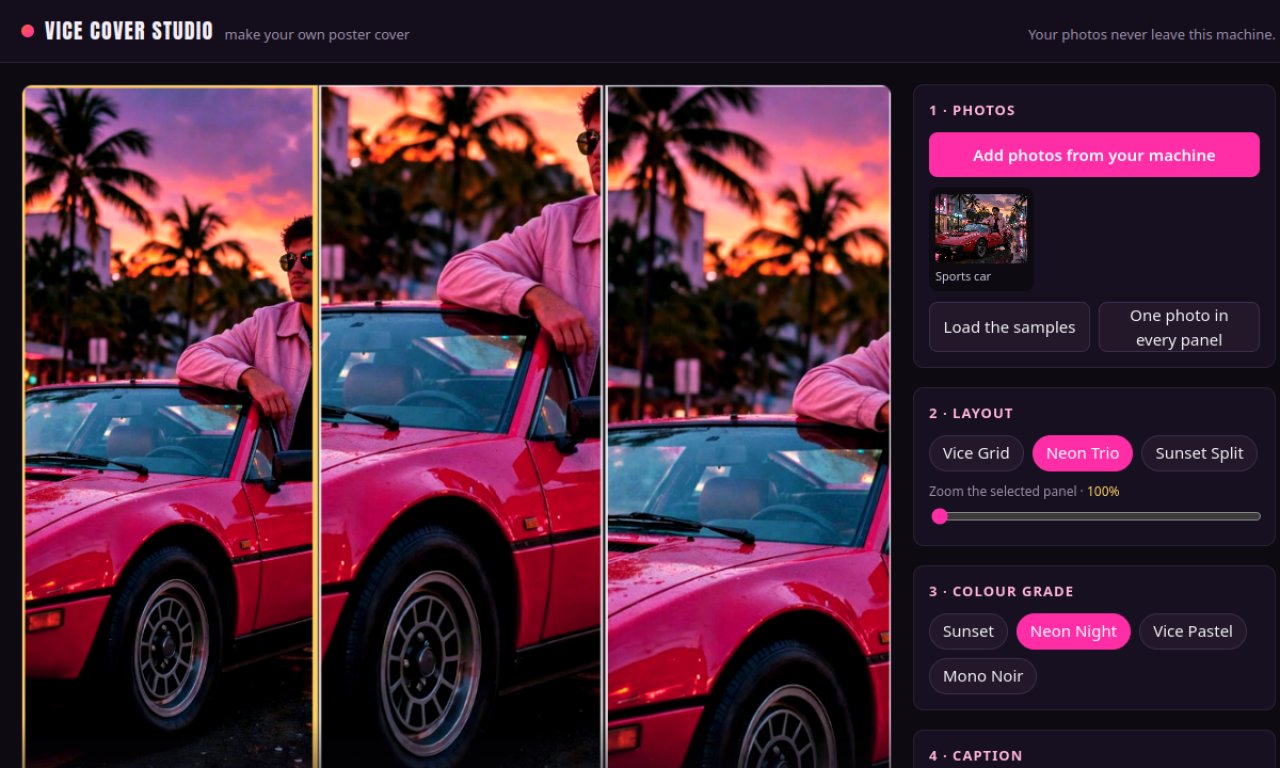 VICE COVER STUDIO make your own poster cover
Your photos never leave this machine.
1 · PHOTOS
Add photos from your machine
Sports car
Load the samples
One photo in
every panel
2 · LAYOUT
Vice Grid
Neon Trio
Sunset Split
Zoom the selected panel · 100%
3 · COLOUR GRADE
Sunset
Neon Night
Vice Pastel
Mono Noir
4 · CAPTION